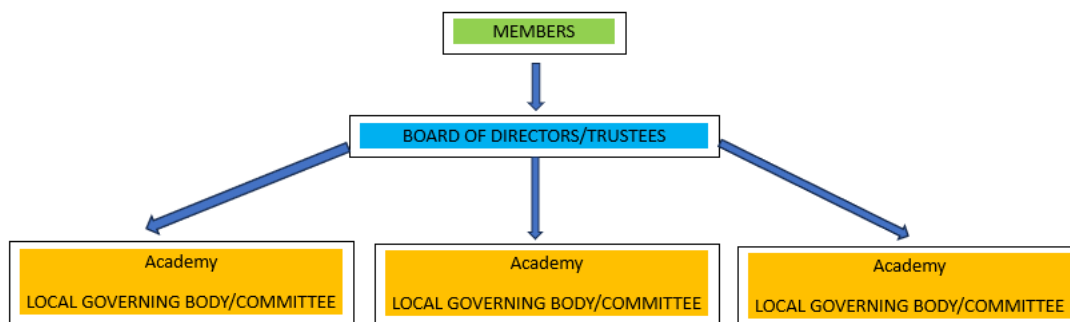 MEMBERS
BOARD OF DIRECTORS/TRUSTEES
Academy
LOCAL GOVERNING BODY/COMMITTEE
Academy
LOCAL GOVERNING BODY/COMMITTEE
Academy
LOCAL GOVERNING BODY/COMMITTEE